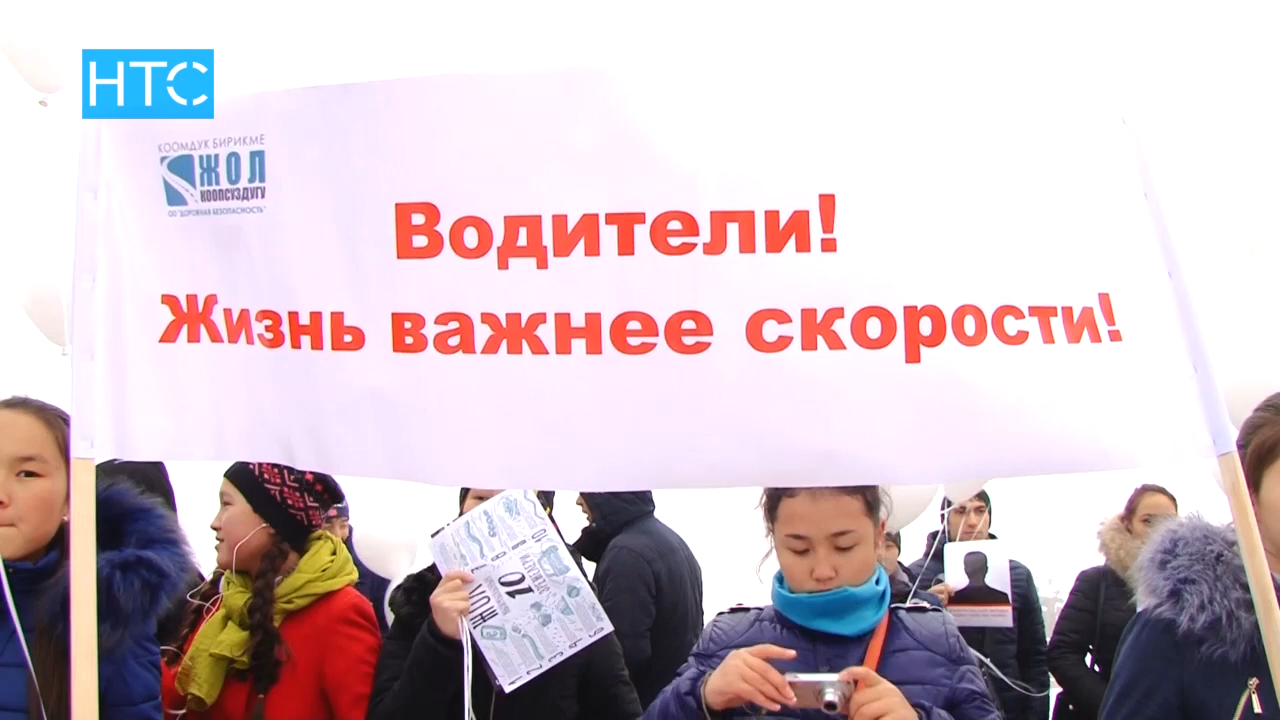 НТС
КООМДУК БИРИКМЕ
ЖОЛ
КООПСУЗДУГУ
ОО "ДОРОЖНАЯ БЕЗОПАСНОСТЬ"
Водители!
Жизнь важнее скорости!
10